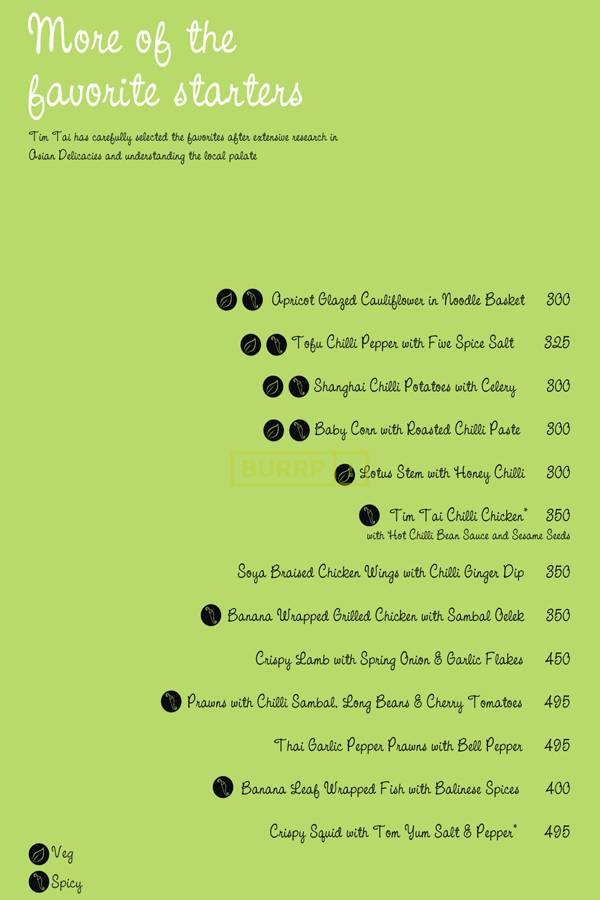 More of the
favorite starters
Tim Tai has carefully selected the favorites after extensive research in
Asian Delicacies and understanding the local palate
Apricot Glazed Cauliflower in Noodle Basket 300
Tofu Chilli Pepper with Five Spice Salt 325
Shanghai Chilli Potatoes with Celery 300
Baby Corn with Roasted Chilli Paste 300
BURRP
Lotus Stem with Honey Chilli 300
Tim Tai Chilli Chicken* 350
with Hot Chilli Bean Sauce and Sesame Seeds
Soya Braised Chicken Wings with Chilli Ginger Dip 350
Banana Wrapped Grilled Chicken with Sambal Oelek 350
Crispy Lamb with Spring Onion & Garlic Flakes 450
Prawns with Chilli Sambal, Long Beans & Cherry Tomatoes 495
Thai Garlic Pepper Prawns with Bell Pepper 495
Banana Leaf Wrapped Fish with Balinese Spices 400
Crispy Squid with Tom Yum Salt & Pepper* 495
Veg
Spicy